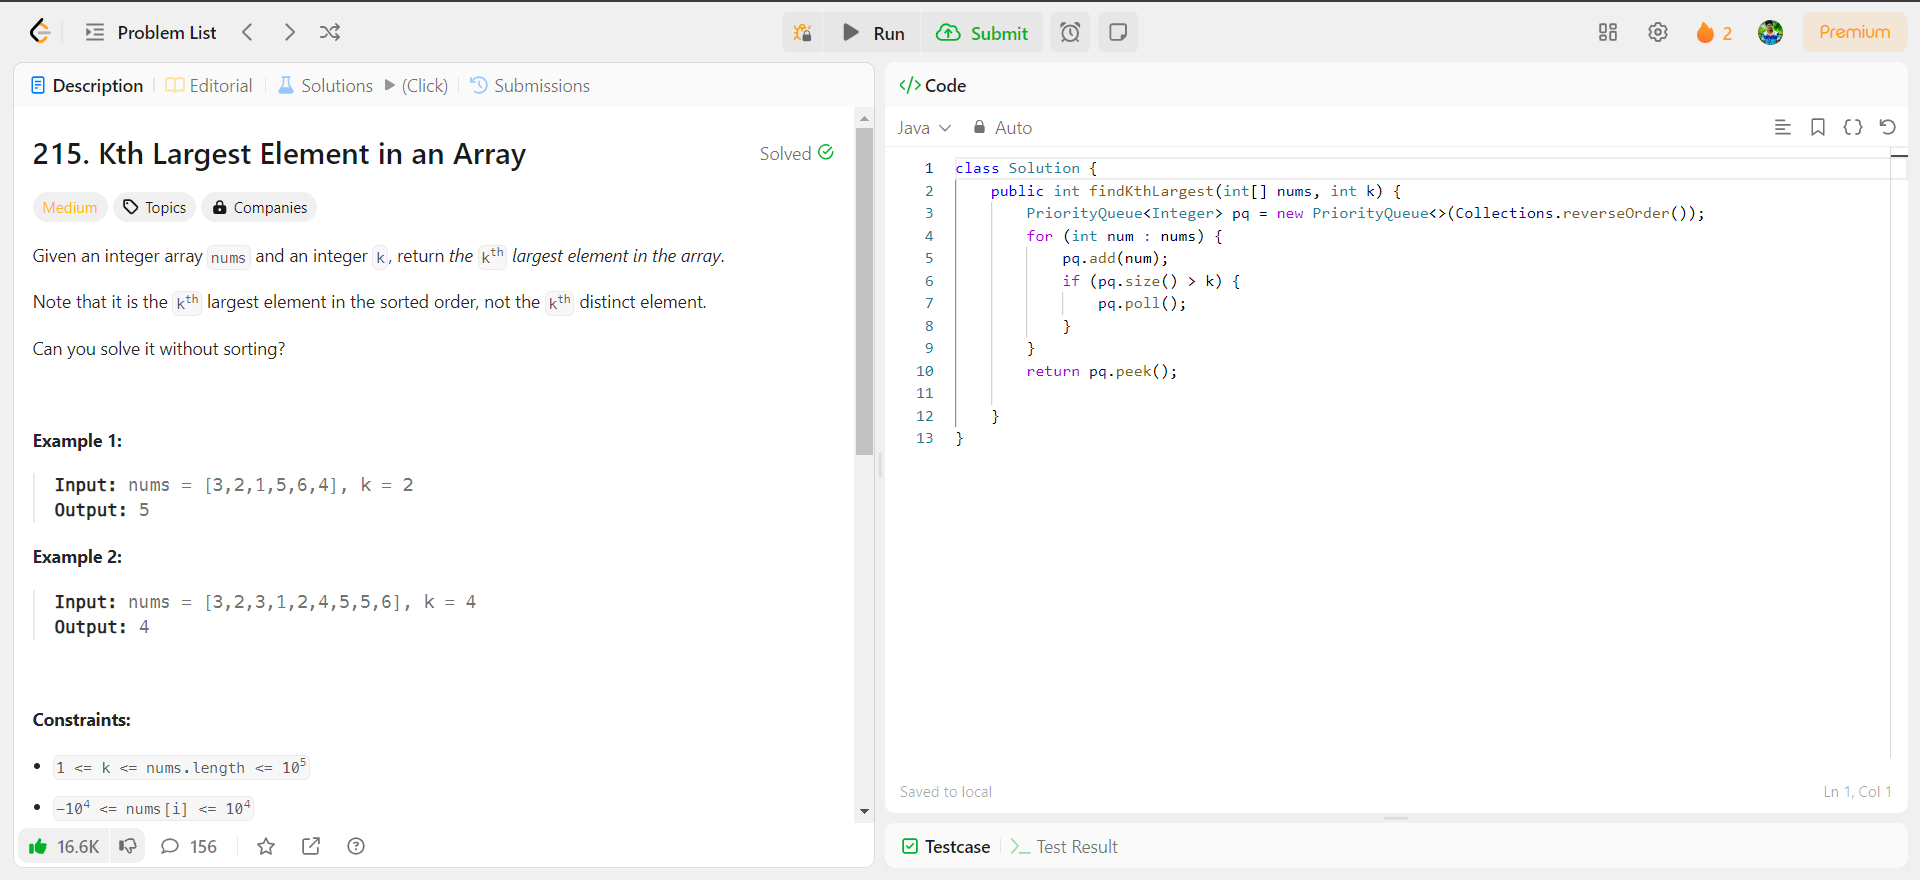 Problem List
Run
Submit
2
Premium
Description
Editorial
Solutions
(Click)
Submissions
215. Kth Largest Element in an Array
Solved
Medium
Topics
Companies
Given an integer array nums and an integer k, return the kth largest element in the array.
Note that it is the kth largest element in the sorted order, not the kth distinct element.
Can you solve it without sorting?
Example 1:
Input: nums = [3,2,1,5,6,4], k = 2
Output: 5
Example 2:
Input: nums = [3,2,3,1,2,4,5,5,6], k = 4
Output: 4
Constraints:
• 1 <= k <= nums.length <= 10^5
• -10^4 <= nums[i] <= 10^4
16.6K
156
</> Code
Java
Auto
1 class Solution {
2     public int findKthLargest(int[] nums, int k) {
3         PriorityQueue<Integer> pq = new PriorityQueue<>(Collections.reverseOrder());
4         for (int num : nums) {
5             pq.add(num);
6             if (pq.size() > k) {
7                 pq.poll();
8             }
9         }
10         return pq.peek();
11
12     }
13 }
Saved to local
Ln 1, Col 1
Testcase
Test Result